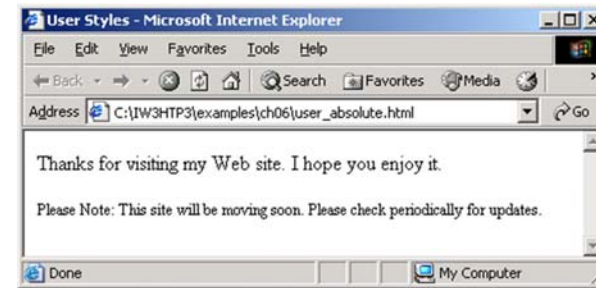 User Styles - Microsoft Internet Explorer
File Edit View Favorites Tools Help
Back Search Favorites Media
Address C:\IW3HTP3\examples\ch06\user_absolute.html Go
Thanks for visiting my Web site. I hope you enjoy it.
Please Note: This site will be moving soon. Please check periodically for updates.
Done My Computer